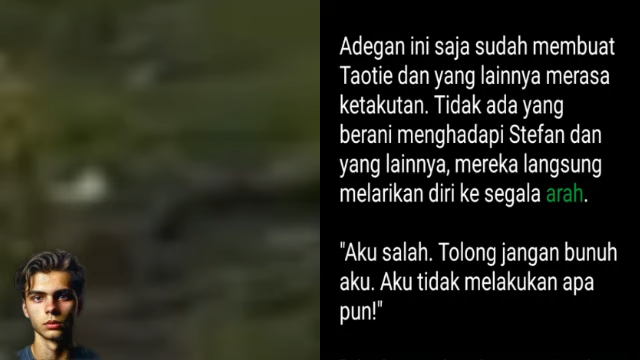 Adegan ini saja sudah membuat
Taotie dan yang lainnya merasa
ketakutan. Tidak ada yang
berani menghadapi Stefan dan
yang lainnya, mereka langsung
melarikan diri ke segala arah.
"Aku salah. Tolong jangan bunuh
aku. Aku tidak melakukan apa
pun!"